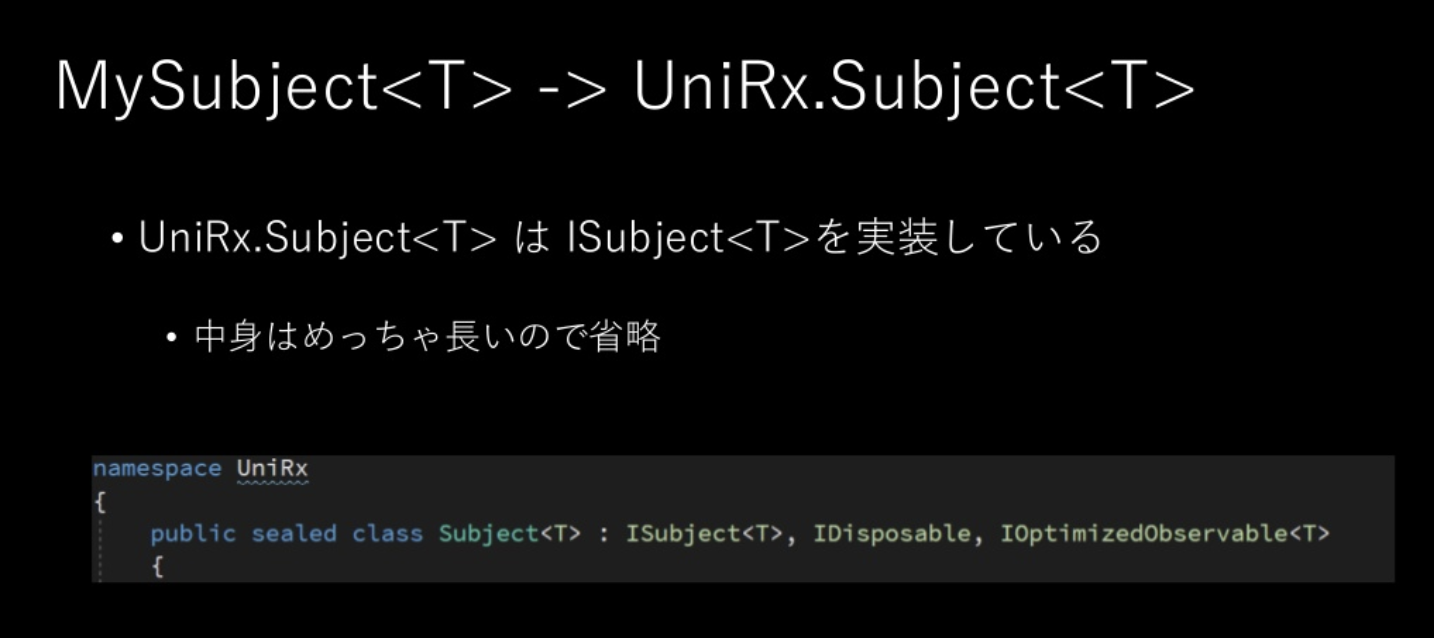 MySubject<T> -> UniRx.Subject<T>
• UniRx.Subject<T> は ISubject<T>を実装している
• 中身はめっちゃ長いので省略
namespace UniRx
{
public sealed class Subject<T> : ISubject<T>, IDisposable, IOptimizedObservable<T>
{